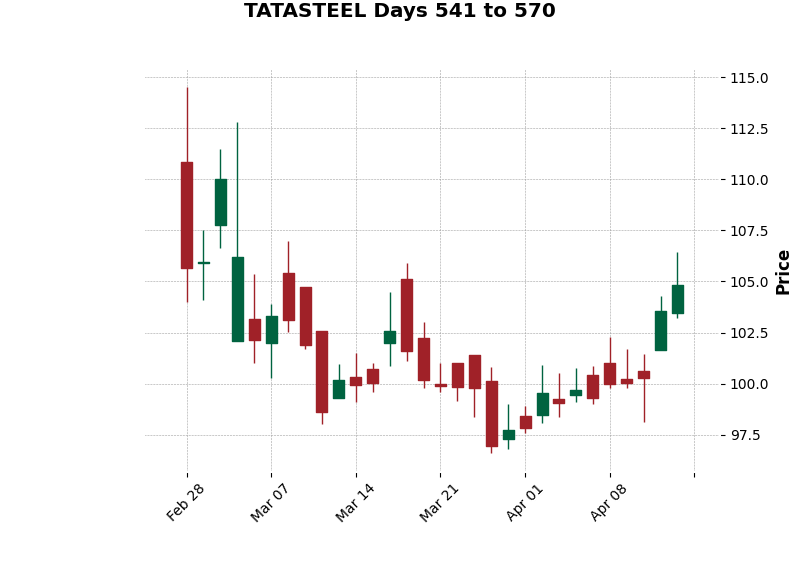 TATASTEEL Days 541 to 570
115.0
112.5
110.0
107.5
105.0
102.5
100.0
97.5
Price
Feb 28
Mar 07
Mar 14
Mar 21
Apr 01
Apr 08